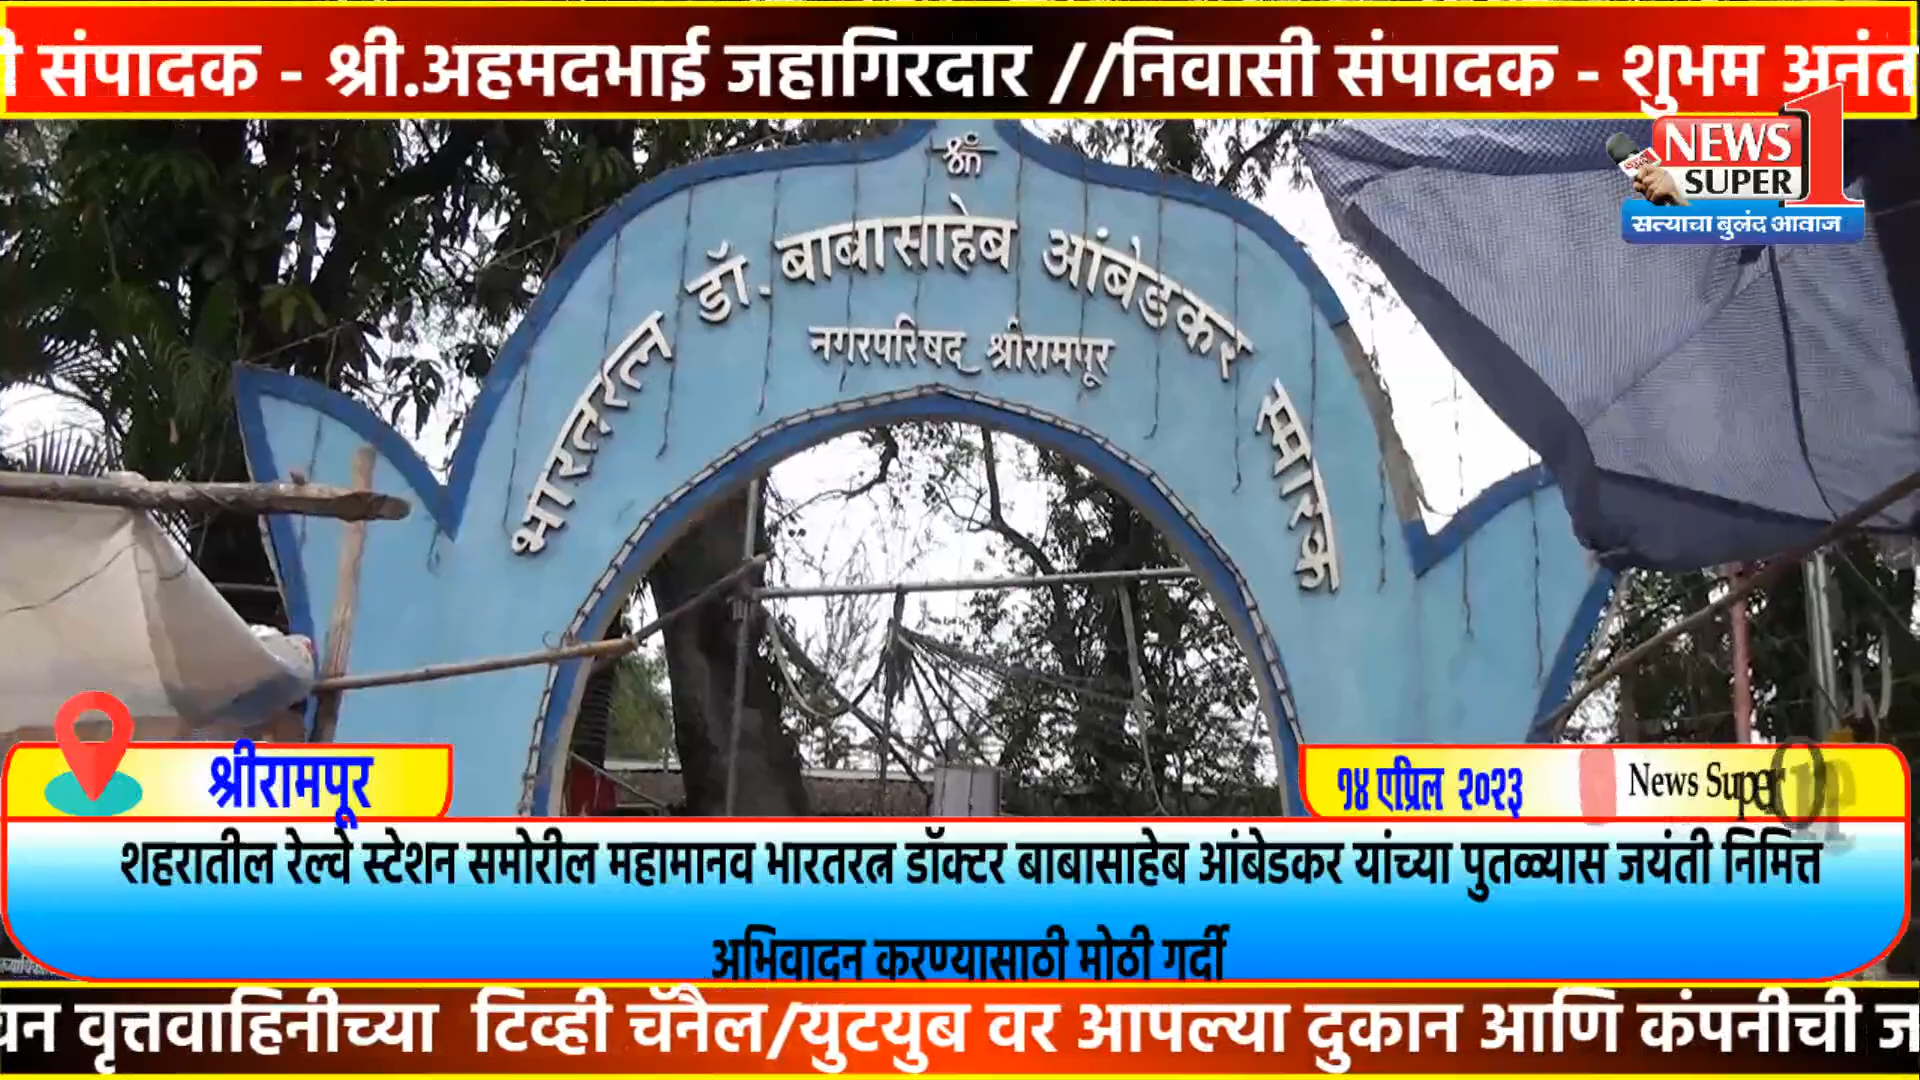 संपादक - श्री.अहमदभाई जहागिरदार //निवासी संपादक - शुभम अनंत
NEWS
SUPER 1
सत्याचा बुलंद आवाज
भारतरत्न डॉ. बाबासाहेब आंबेडकर स्मारक
नगरपरिषद श्रीरामपूर
श्रीरामपूर
१४ एप्रिल २०२३
News Super
शहरातील रेल्वे स्टेशन समोरील महामानव भारतरत्न डॉक्टर बाबासाहेब आंबेडकर यांच्या पुतळ्यास जयंती निमित्त
अभिवादन करण्यासाठी मोठी गर्दी
वृत्तवाहिनीच्या टिव्ही चॅनैल/युटयुब वर आपल्या दुकान आणि कंपनीची